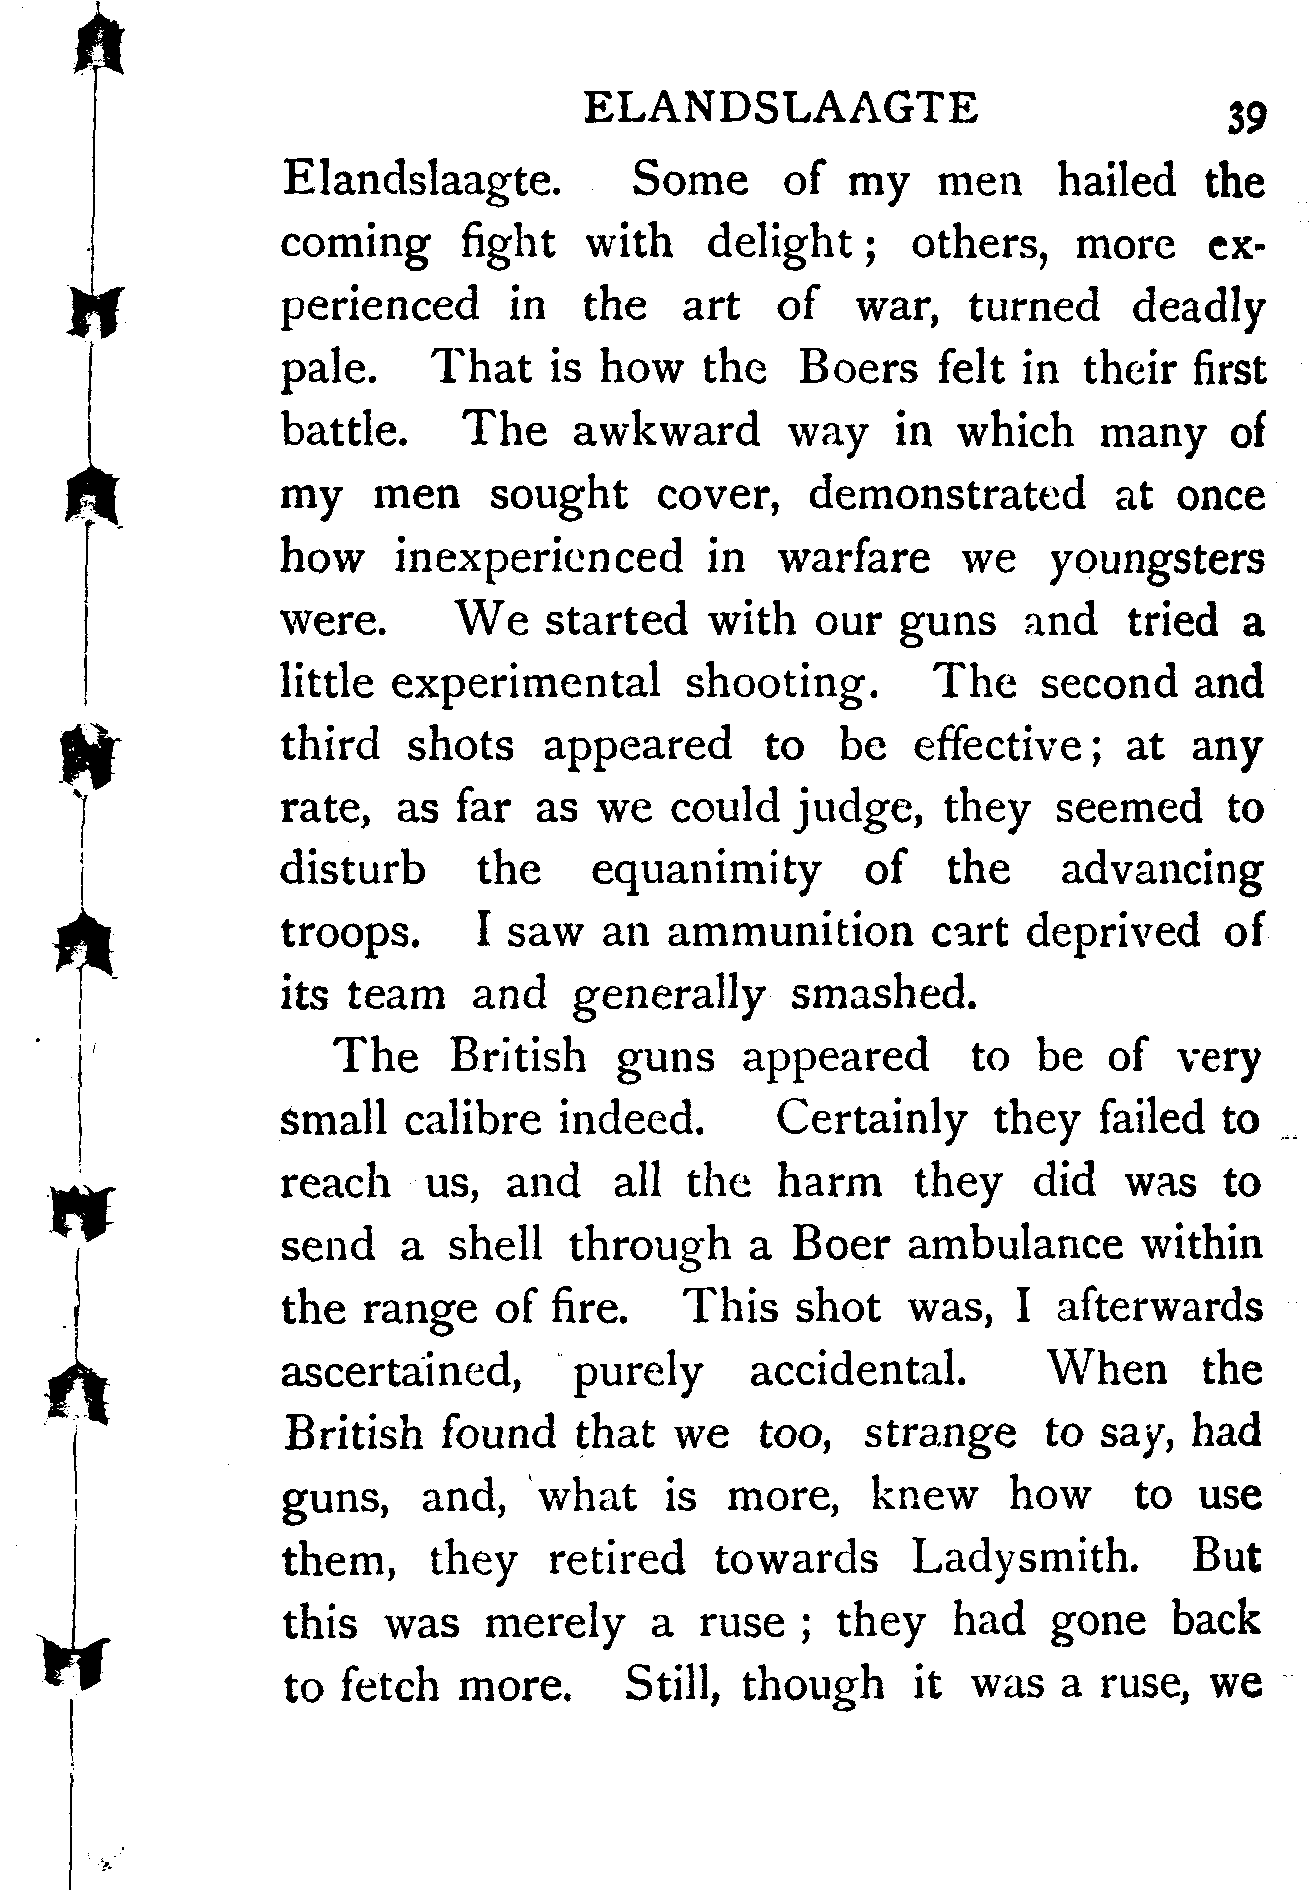 ELANDSLAAGTE 39
Elandslaagte. Some of my men hailed the
coming fight with delight ; others, more ex-
perienced in the art of war, turned deadly
pale. That is how the Boers felt in their first
battle. The awkward way in which many of
my men sought cover, demonstrated at once
how inexperienced in warfare we youngsters
were. We started with our guns and tried a
little experimental shooting. The second and
third shots appeared to be effective ; at any
rate, as far as we could judge, they seemed to
disturb the equanimity of the advancing
troops. I saw an ammunition cart deprived of
its team and generally smashed.
The British guns appeared to be of very
small calibre indeed. Certainly they failed to
reach us, and all the harm they did was to
send a shell through a Boer ambulance within
the range of fire. This shot was, I afterwards
ascertained, purely accidental. When the
British found that we too, strange to say, had
guns, and, what is more, knew how to use
them, they retired towards Ladysmith. But
this was merely a ruse ; they had gone back
to fetch more. Still, though it was a ruse, we